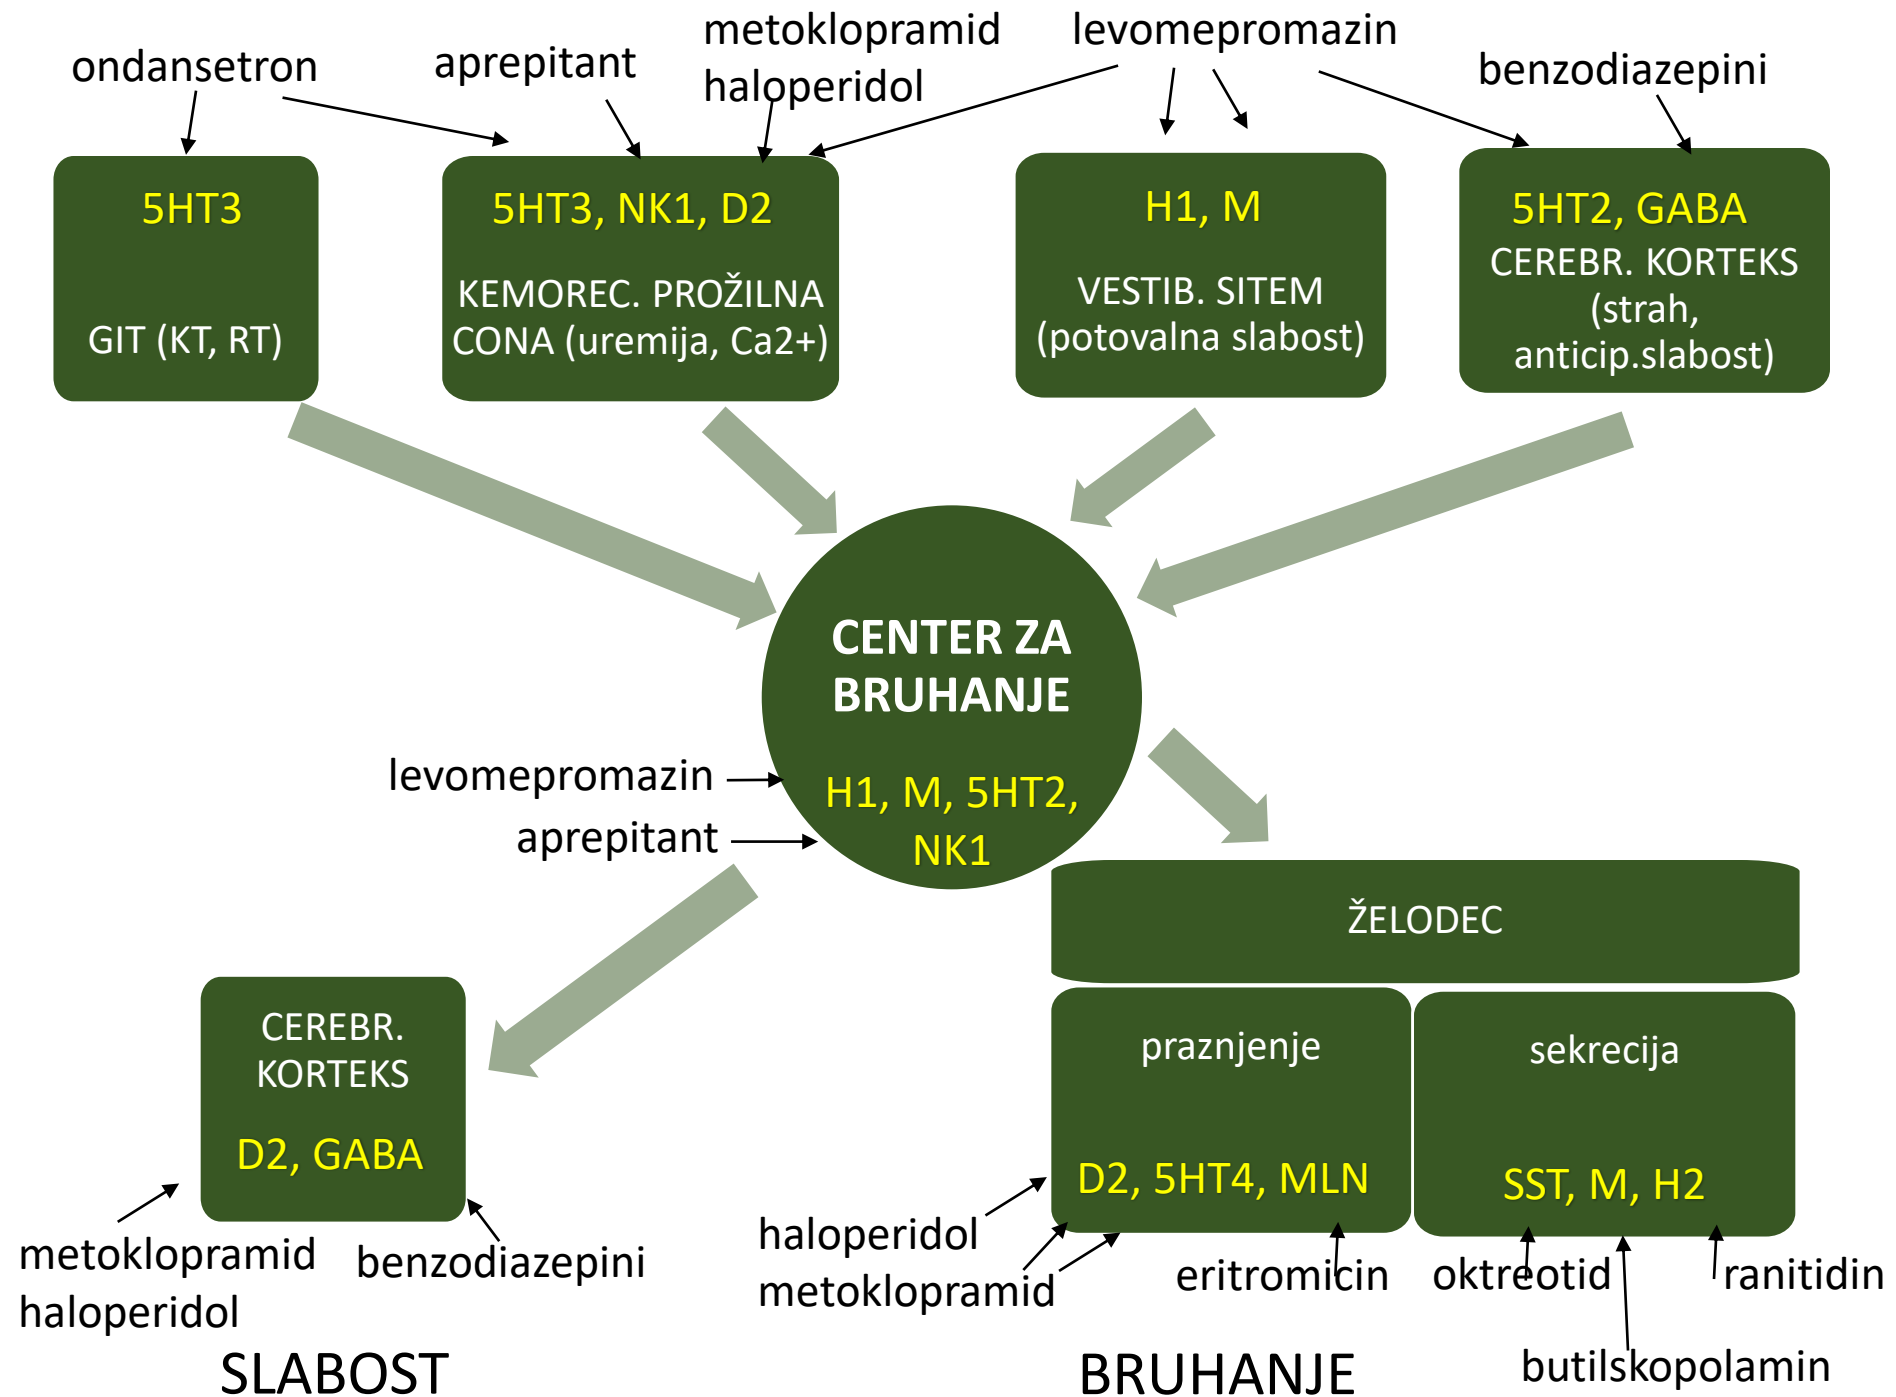 ondansetron
aprepitant
metoklopramid
haloperidol
levomepromazin
benzodiazepini
5HT3
GIT (KT, RT)
5HT3, NK1, D2
KEMOREC. PROŽILNA
CONA (uremija, Ca2+)
H1, M
VESTIB. SITEM
(potovalna slabost)
5HT2, GABA
CEREBR. KORTEKS
(strah,
anticip.slabost)
CENTER ZA
BRUHANJE
H1, M, 5HT2,
NK1
levomepromazin
aprepitant
CEREBR.
KORTEKS
D2, GABA
metoklopramid
haloperidol
benzodiazepini
SLABOST
ŽELODEC
praznjenje
D2, 5HT4, MLN
sekrecija
SST, M, H2
haloperidol
metoklopramid
eritromicin
oktreotid
ranitidin
butilskopolamin
BRUHANJE